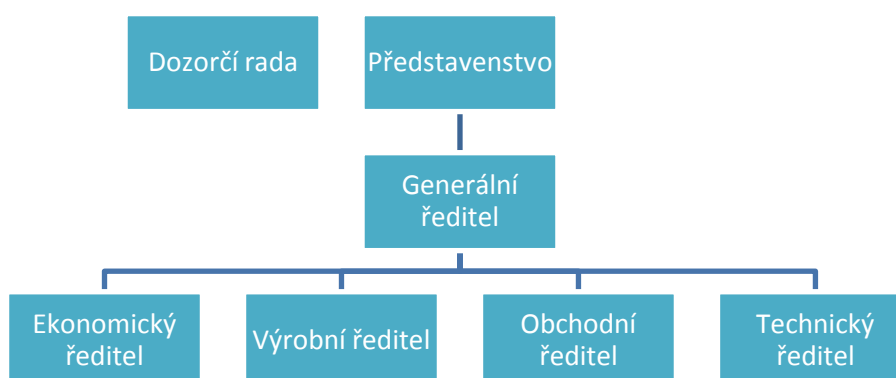 Dozorčí rada
Představenstvo
Generální
ředitel
Ekonomický
ředitel
Výrobní ředitel
Obchodní
ředitel
Technický
ředitel